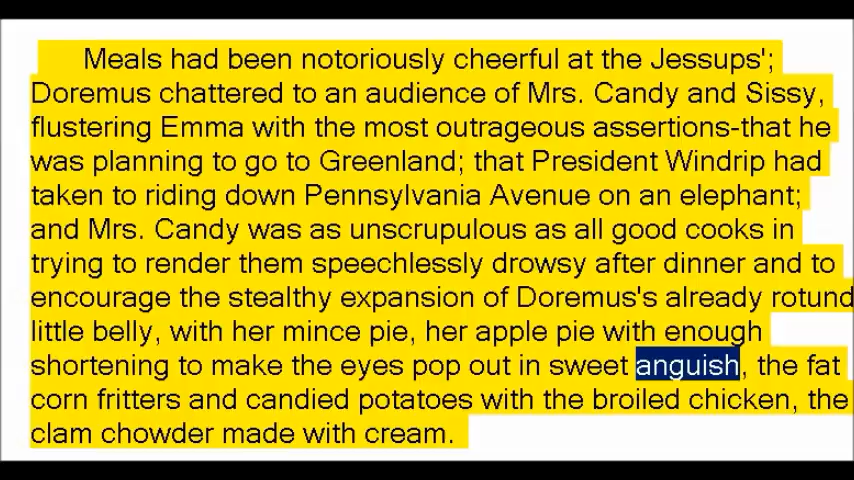 Meals had been notoriously cheerful at the Jessups';
Doremus chattered to an audience of Mrs. Candy and Sissy,
flustering Emma with the most outrageous assertions-that he
was planning to go to Greenland; that President Windrip had
taken to riding down Pennsylvania Avenue on an elephant;
and Mrs. Candy was as unscrupulous as all good cooks in
trying to render them speechlessly drowsy after dinner and to
encourage the stealthy expansion of Doremus's already rotund
little belly, with her mince pie, her apple pie with enough
shortening to make the eyes pop out in sweet anguish, the fat
corn fritters and candied potatoes with the broiled chicken, the
clam chowder made with cream.